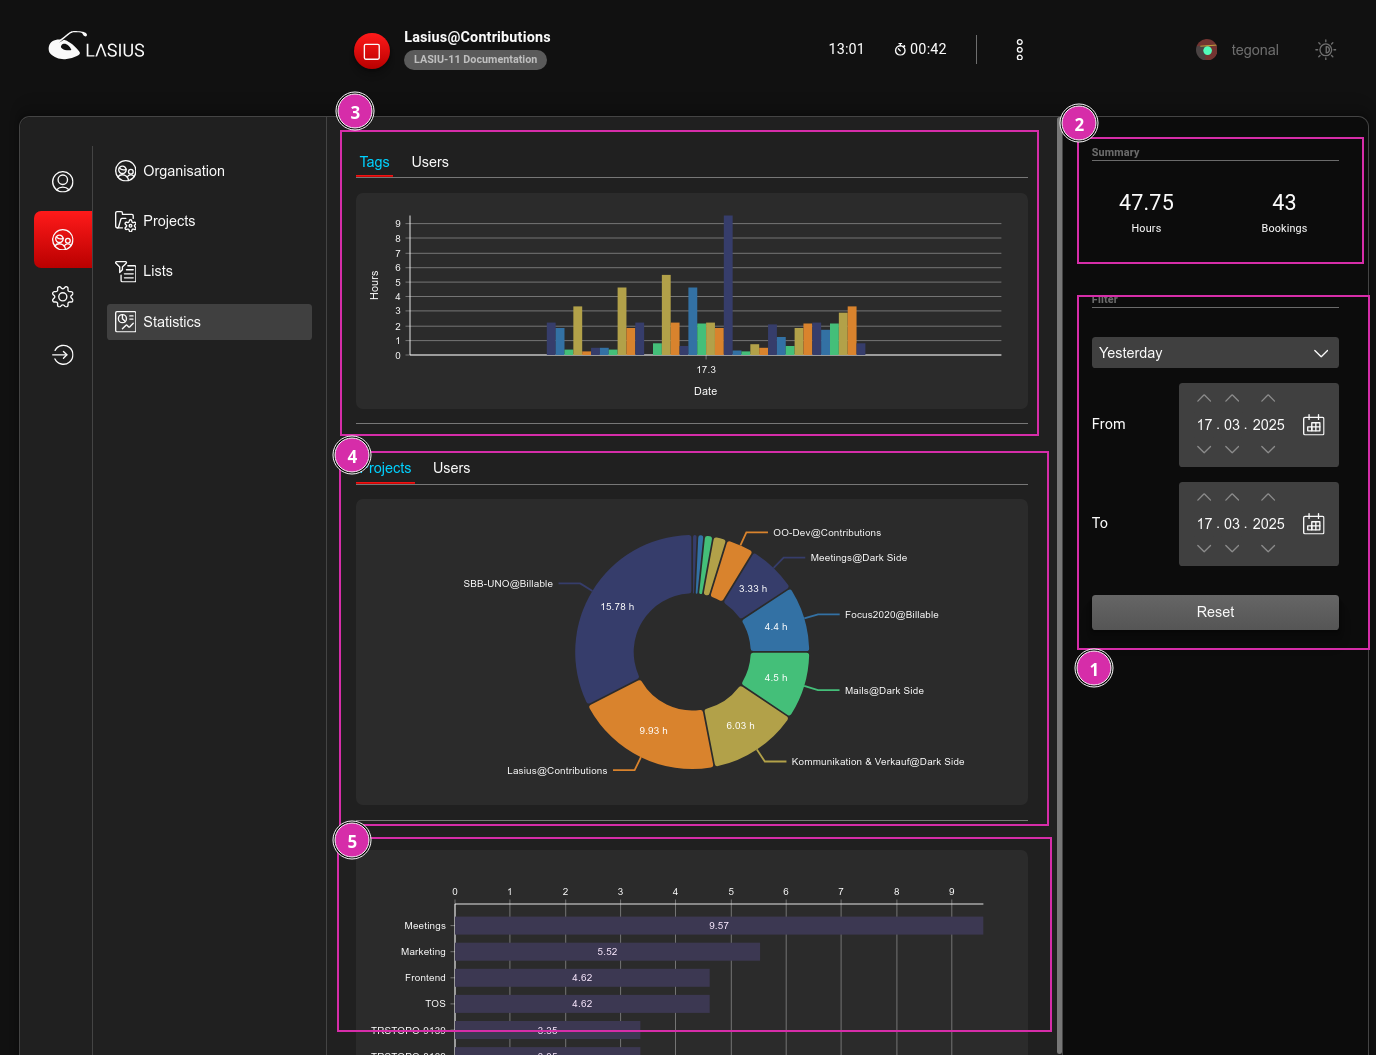 LASIUS
Lasius@Contributions
LASIU-11 Documentation
13:01
00:42
tegonal
Organisation
Projects
Lists
Statistics
3
Tags Users
Hours
9
8
7
6
5
4
3
2
1
0
17.3
Date
4
rojects Users
OO-Dev@Contributions
Meetings@Dark Side
SBB-UNO@Billable
3.33 h
15.78 h
Focus2020@Billable
4.4 h
4.5 h
Mails@Dark Side
6.03 h
9.93 h
Kommunikation & Verkauf@Dark Side
Lasius@Contributions
5
0 1 2 3 4 5 6 7 8 9
Meetings 9.57
Marketing 5.52
Frontend 4.62
TOS 4.62
TRSTOPO-0139 3.35
2
Summary
47.75 43
Hours Bookings
Filter
Yesterday
From 17 . 03 . 2025
To 17 . 03 . 2025
Reset
1